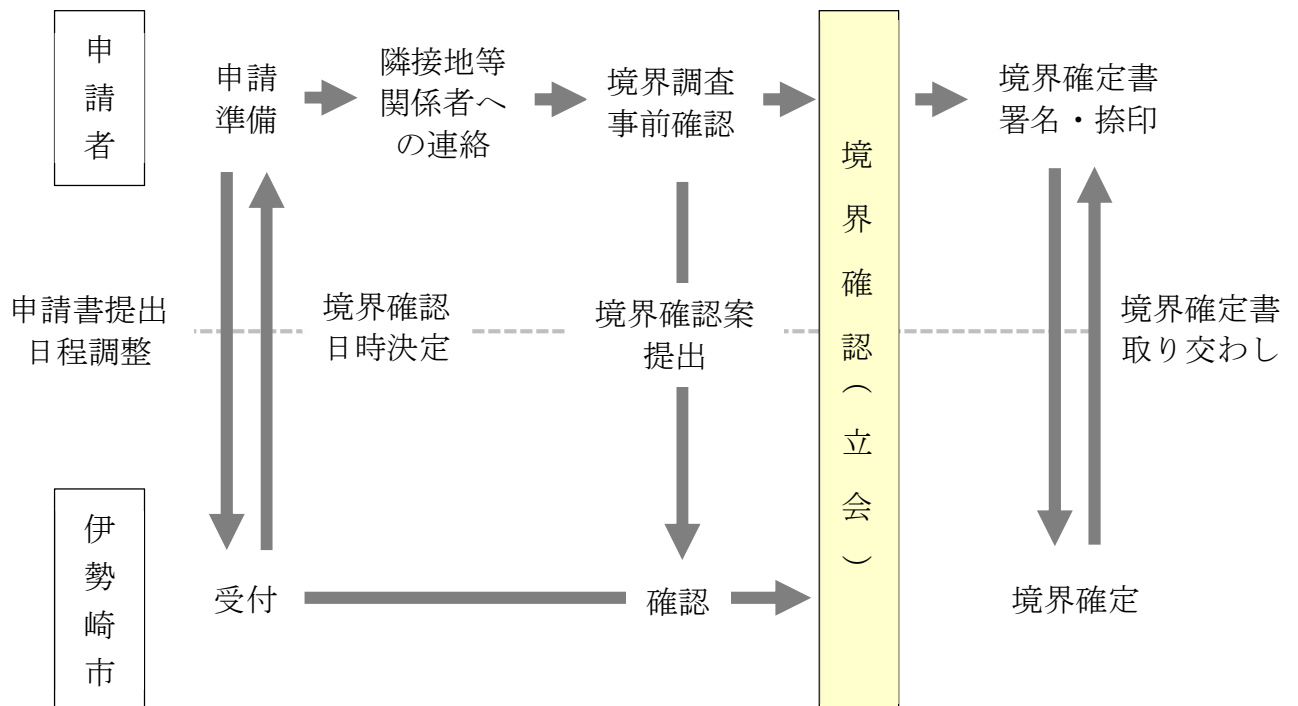 申請者
申請
準備
隣接地等
関係者へ
の連絡
境界調査
事前確認
境界確定書
署名・捺印
境界確認（立会）
申請書提出
日程調整
境界確認
日時決定
境界確認案
提出
境界確定書
取り交わし
伊勢崎市
受付
確認
境界確定